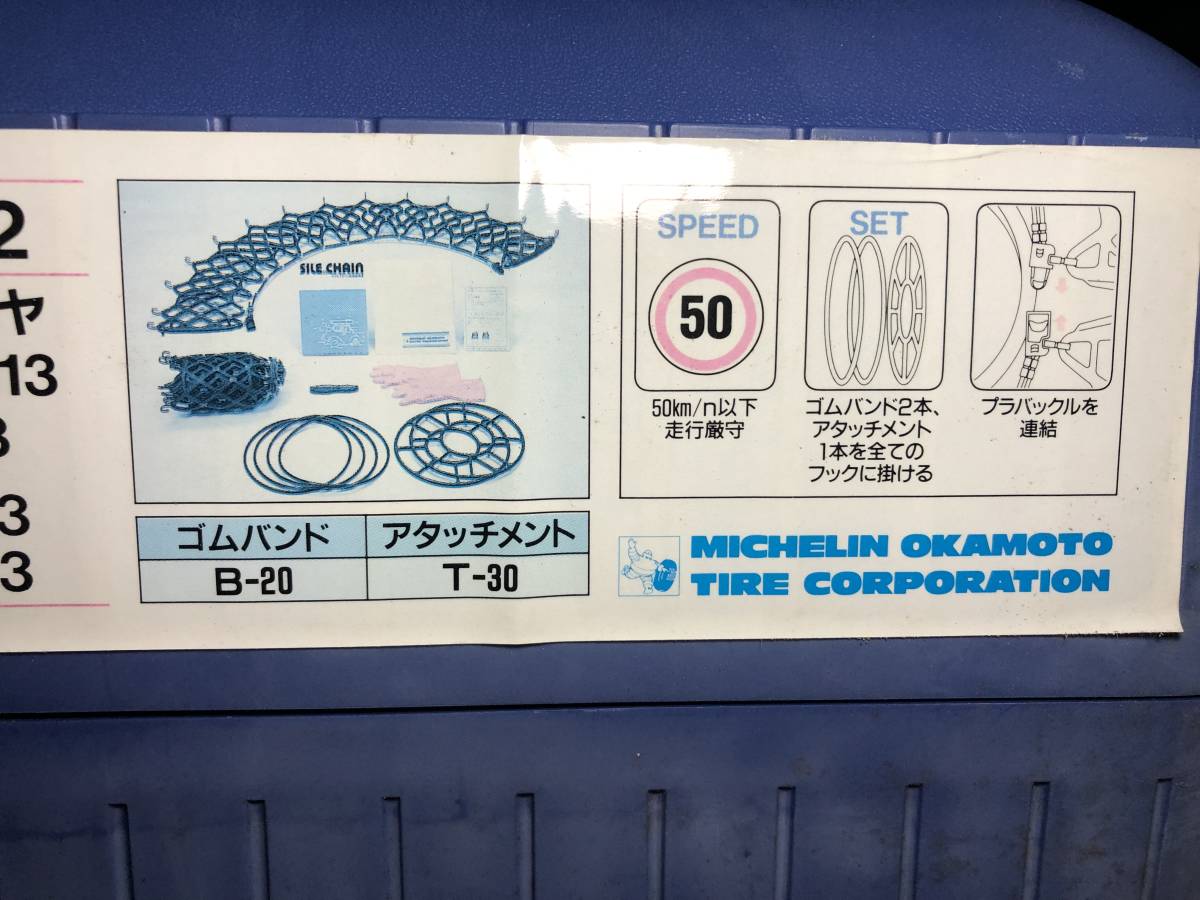 2
ヤ
13
3
3
3
SILE CHAIN
ゴムバンド アタッチメント
B-20 T-30
SPEED
50
50km/h以下
走行厳守
SET
ゴムバンド2本、
アタッチメント
1本を全ての
フックに掛ける
プラバックルを
連結
MICHELIN OKAMOTO
TIRE CORPORATION